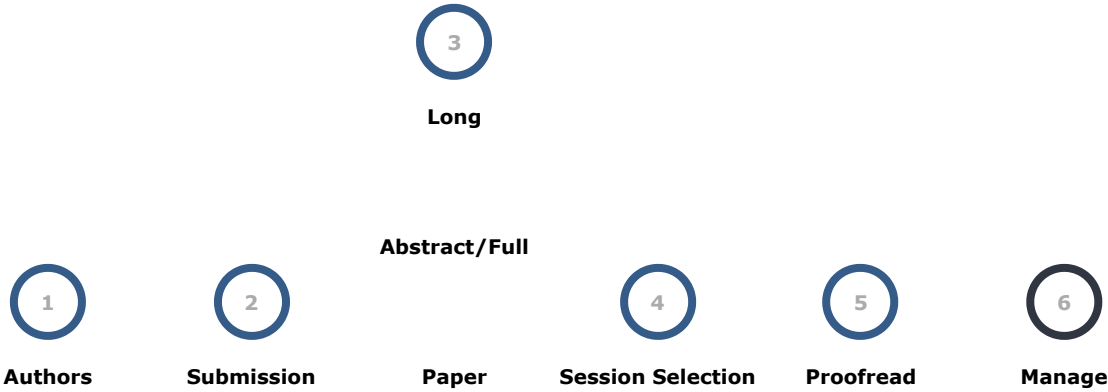 3
Long
Abstract/Full
1 2 4 5 6
Authors Submission Paper Session Selection Proofread Manage